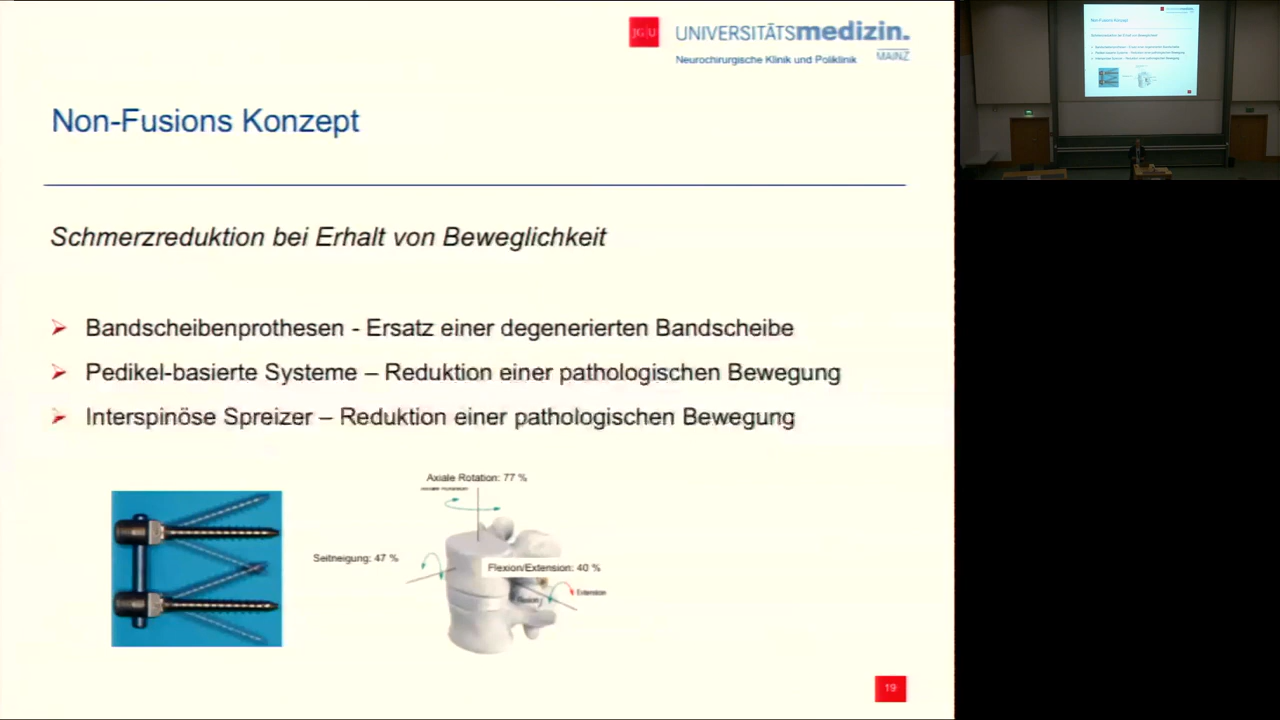 JG|U UNIVERSITÄTSmedizin.
MAINZ
Neurochirurgische Klinik und Poliklinik
Non-Fusions Konzept
Schmerzreduktion bei Erhalt von Beweglichkeit
Bandscheibenprothesen - Ersatz einer degenerierten Bandscheibe
Pedikel-basierte Systeme – Reduktion einer pathologischen Bewegung
Interspinöse Spreizer – Reduktion einer pathologischen Bewegung
Axiale Rotation: 77 %
Seitneigung: 47 %
Flexion/Extension: 40 %
Extension
Flexion
19